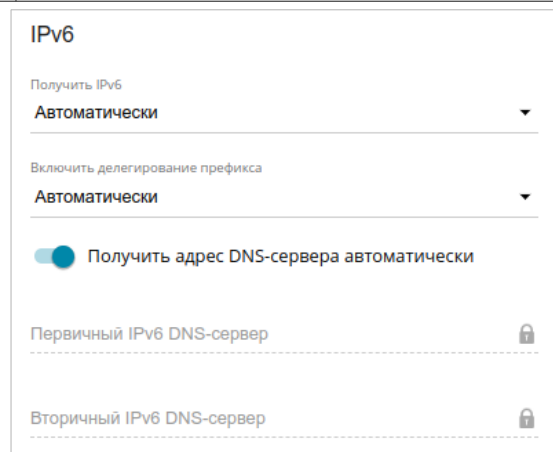 IPv6
Получить IPv6
Автоматически
Включить делегирование префикса
Автоматически
Получить адрес DNS-сервера автоматически
Первичный IPv6 DNS-сервер
Вторичный IPv6 DNS-сервер